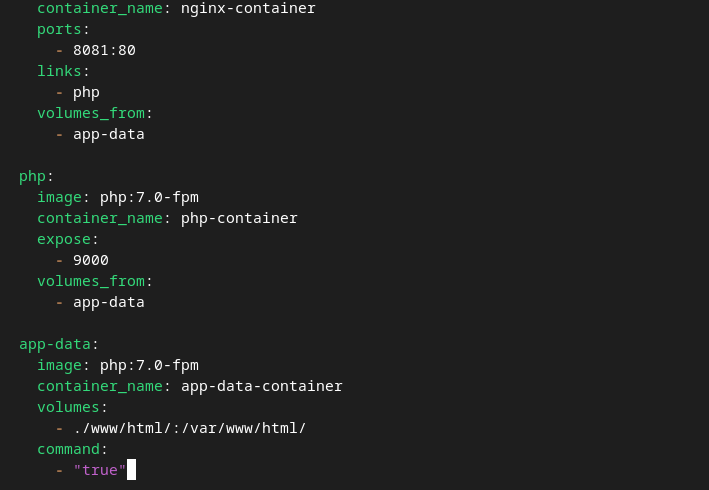 container_name: nginx-container
ports:
- 8081:80
links:
- php
volumes_from:
- app-data
php:
image: php:7.0-fpm
container_name: php-container
expose:
- 9000
volumes_from:
- app-data
app-data:
image: php:7.0-fpm
container_name: app-data-container
volumes:
- ./www/html/:/var/www/html/
command:
- "true"